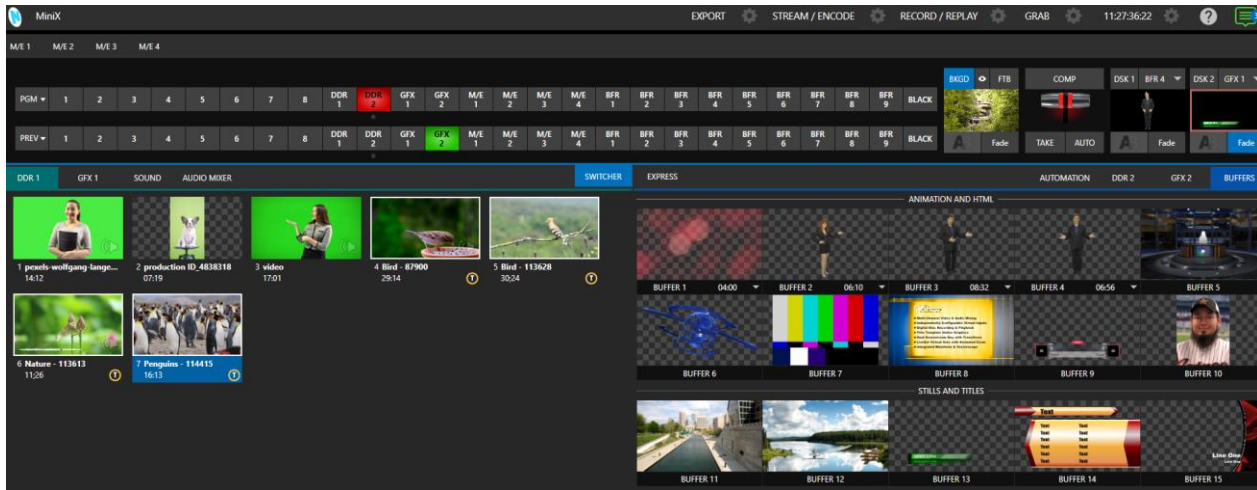 MiniX EXPORT STREAM / ENCODE RECORD / REPLAY GRAB 11:27:36:22 ?
M/E 1 M/E 2 M/E 3 M/E 4
BKGD FTB COMP DSK 1 BFR 4 DSK 2 GFX 1
PGM 1 2 3 4 5 6 7 8 DDR 1 DDR 2 GFX 1 GFX 2 M/E 1 M/E 2 M/E 3 M/E 4 BFR 1 BFR 2 BFR 3 BFR 4 BFR 5 BFR 6 BFR 7 BFR 8 BFR 9 BLACK
PREV 1 2 3 4 5 6 7 8 DDR 1 DDR 2 GFX 1 GFX 2 M/E 1 M/E 2 M/E 3 M/E 4 BFR 1 BFR 2 BFR 3 BFR 4 BFR 5 BFR 6 BFR 7 BFR 8 BFR 9 BLACK
Fade TAKE AUTO Fade Fade
DDR 1 GFX 1 SOUND AUDIO MIXER SWITCHER EXPRESS AUTOMATION DDR 2 GFX 2 BUFFERS
ANIMATION AND HTML
1 pexels-wolfgang-lange... 2 production ID_4838318 3 video 4 Bird - 87900 5 Bird - 113628
14:12 07:19 17:01 29:14 30;24
BUFFER 1 04:00 BUFFER 2 06:10 BUFFER 3 08:32 BUFFER 4 06:56 BUFFER 5
6 Nature - 113613 7 Penguins - 114415
11;26 16:13
BUFFER 6 BUFFER 7 BUFFER 8 BUFFER 9 BUFFER 10
STILLS AND TITLES
Text
Text Text
Text Text
Text Text
Text Text
Text Text
Line One
BUFFER 11 BUFFER 12 BUFFER 13 BUFFER 14 BUFFER 15